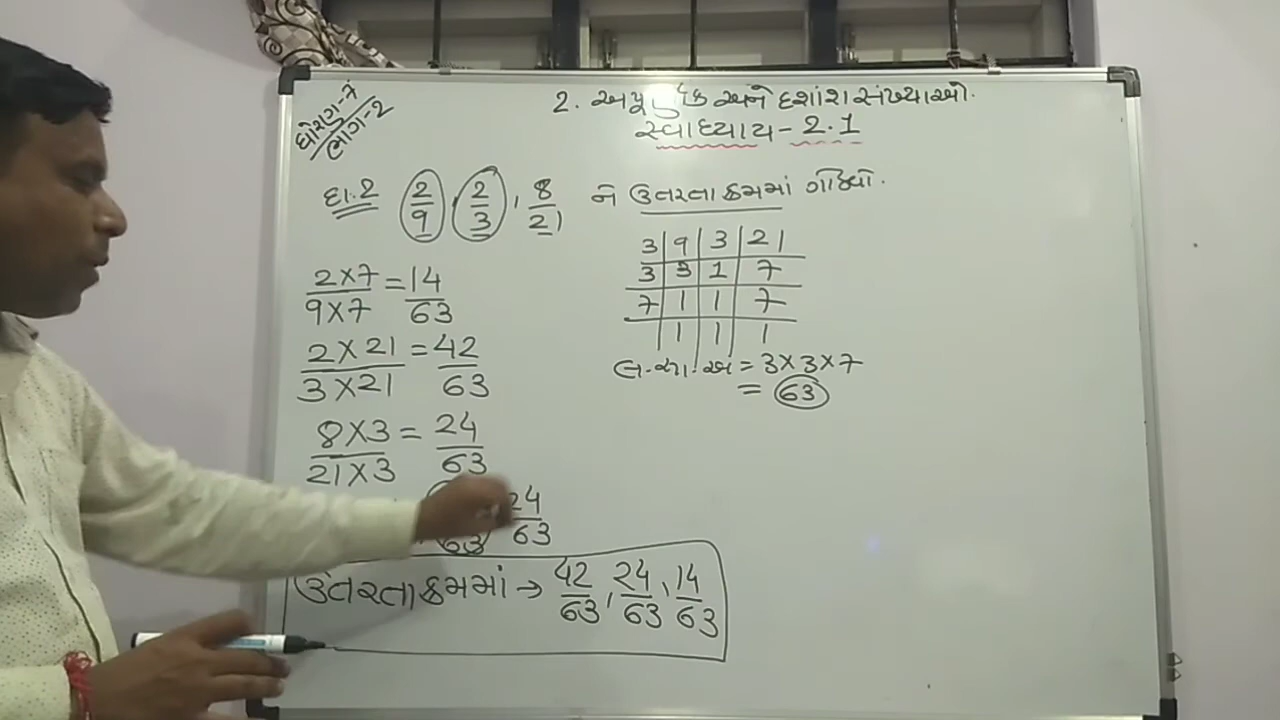 ધોરણ-7
ભાગ-2
2. અપૂર્ણાંક અને દશાંશ સંખ્યાઓ.
સ્વાધ્યાય - 2.1
દા.2 2/9, 2/3, 8/21 ને ઉતરતા ક્રમમાં ગોઠવો.
2×7/9×7 = 14/63
2×21/3×21 = 42/63
8×3/21×3 = 24/63
63 24/63
ઉતરતા ક્રમમાં → 42/63, 24/63, 14/63
3 9 3 21
3 3 1 7
7 1 1 7
1 1 1
લ.સા.અ = 3×3×7
= 63